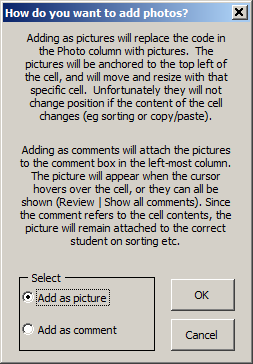 How do you want to add photos?
Adding as pictures will replace the code in
the Photo column with pictures.  The
pictures will be anchored to the top left of
the cell, and will move and resize with that
specific cell.  Unfortunately they will not
change position if the content of the cell
changes (eg sorting or copy/paste).
Adding as comments will attach the pictures
to the comment box in the left-most column.
The picture will appear when the cursor
hovers over the cell, or they can all be
shown (Review | Show all comments). Since
the comment refers to the cell contents, the
picture will remain attached to the correct
student on sorting etc.
Select
Add as picture
OK
Add as comment
Cancel